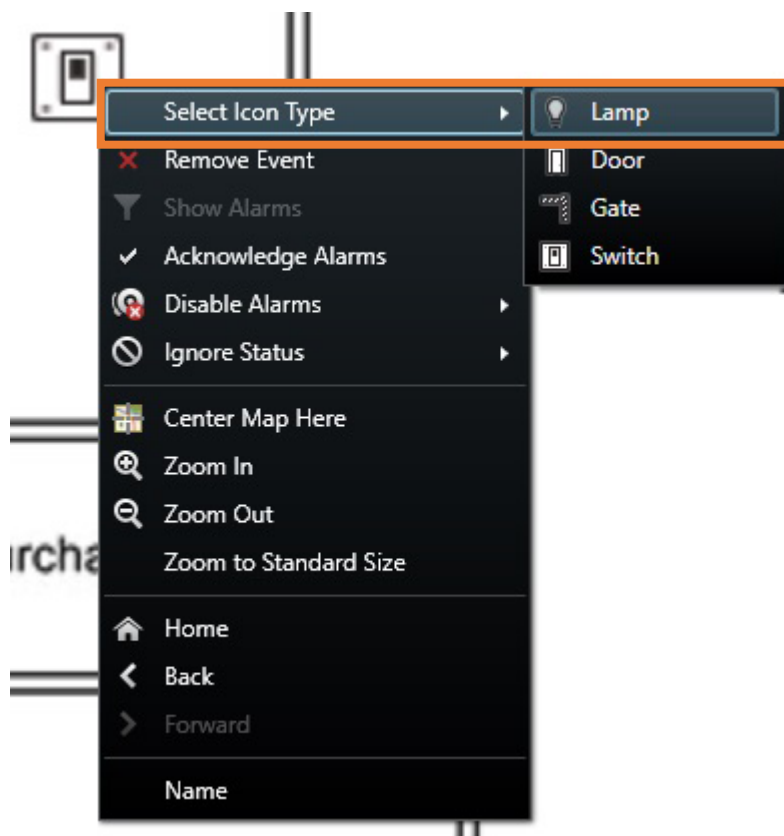 Select Icon Type
Lamp
Remove Event
Door
Show Alarms
Gate
Acknowledge Alarms
Switch
Disable Alarms
Ignore Status
Center Map Here
Zoom In
Zoom Out
Zoom to Standard Size
Home
Back
Forward
Name